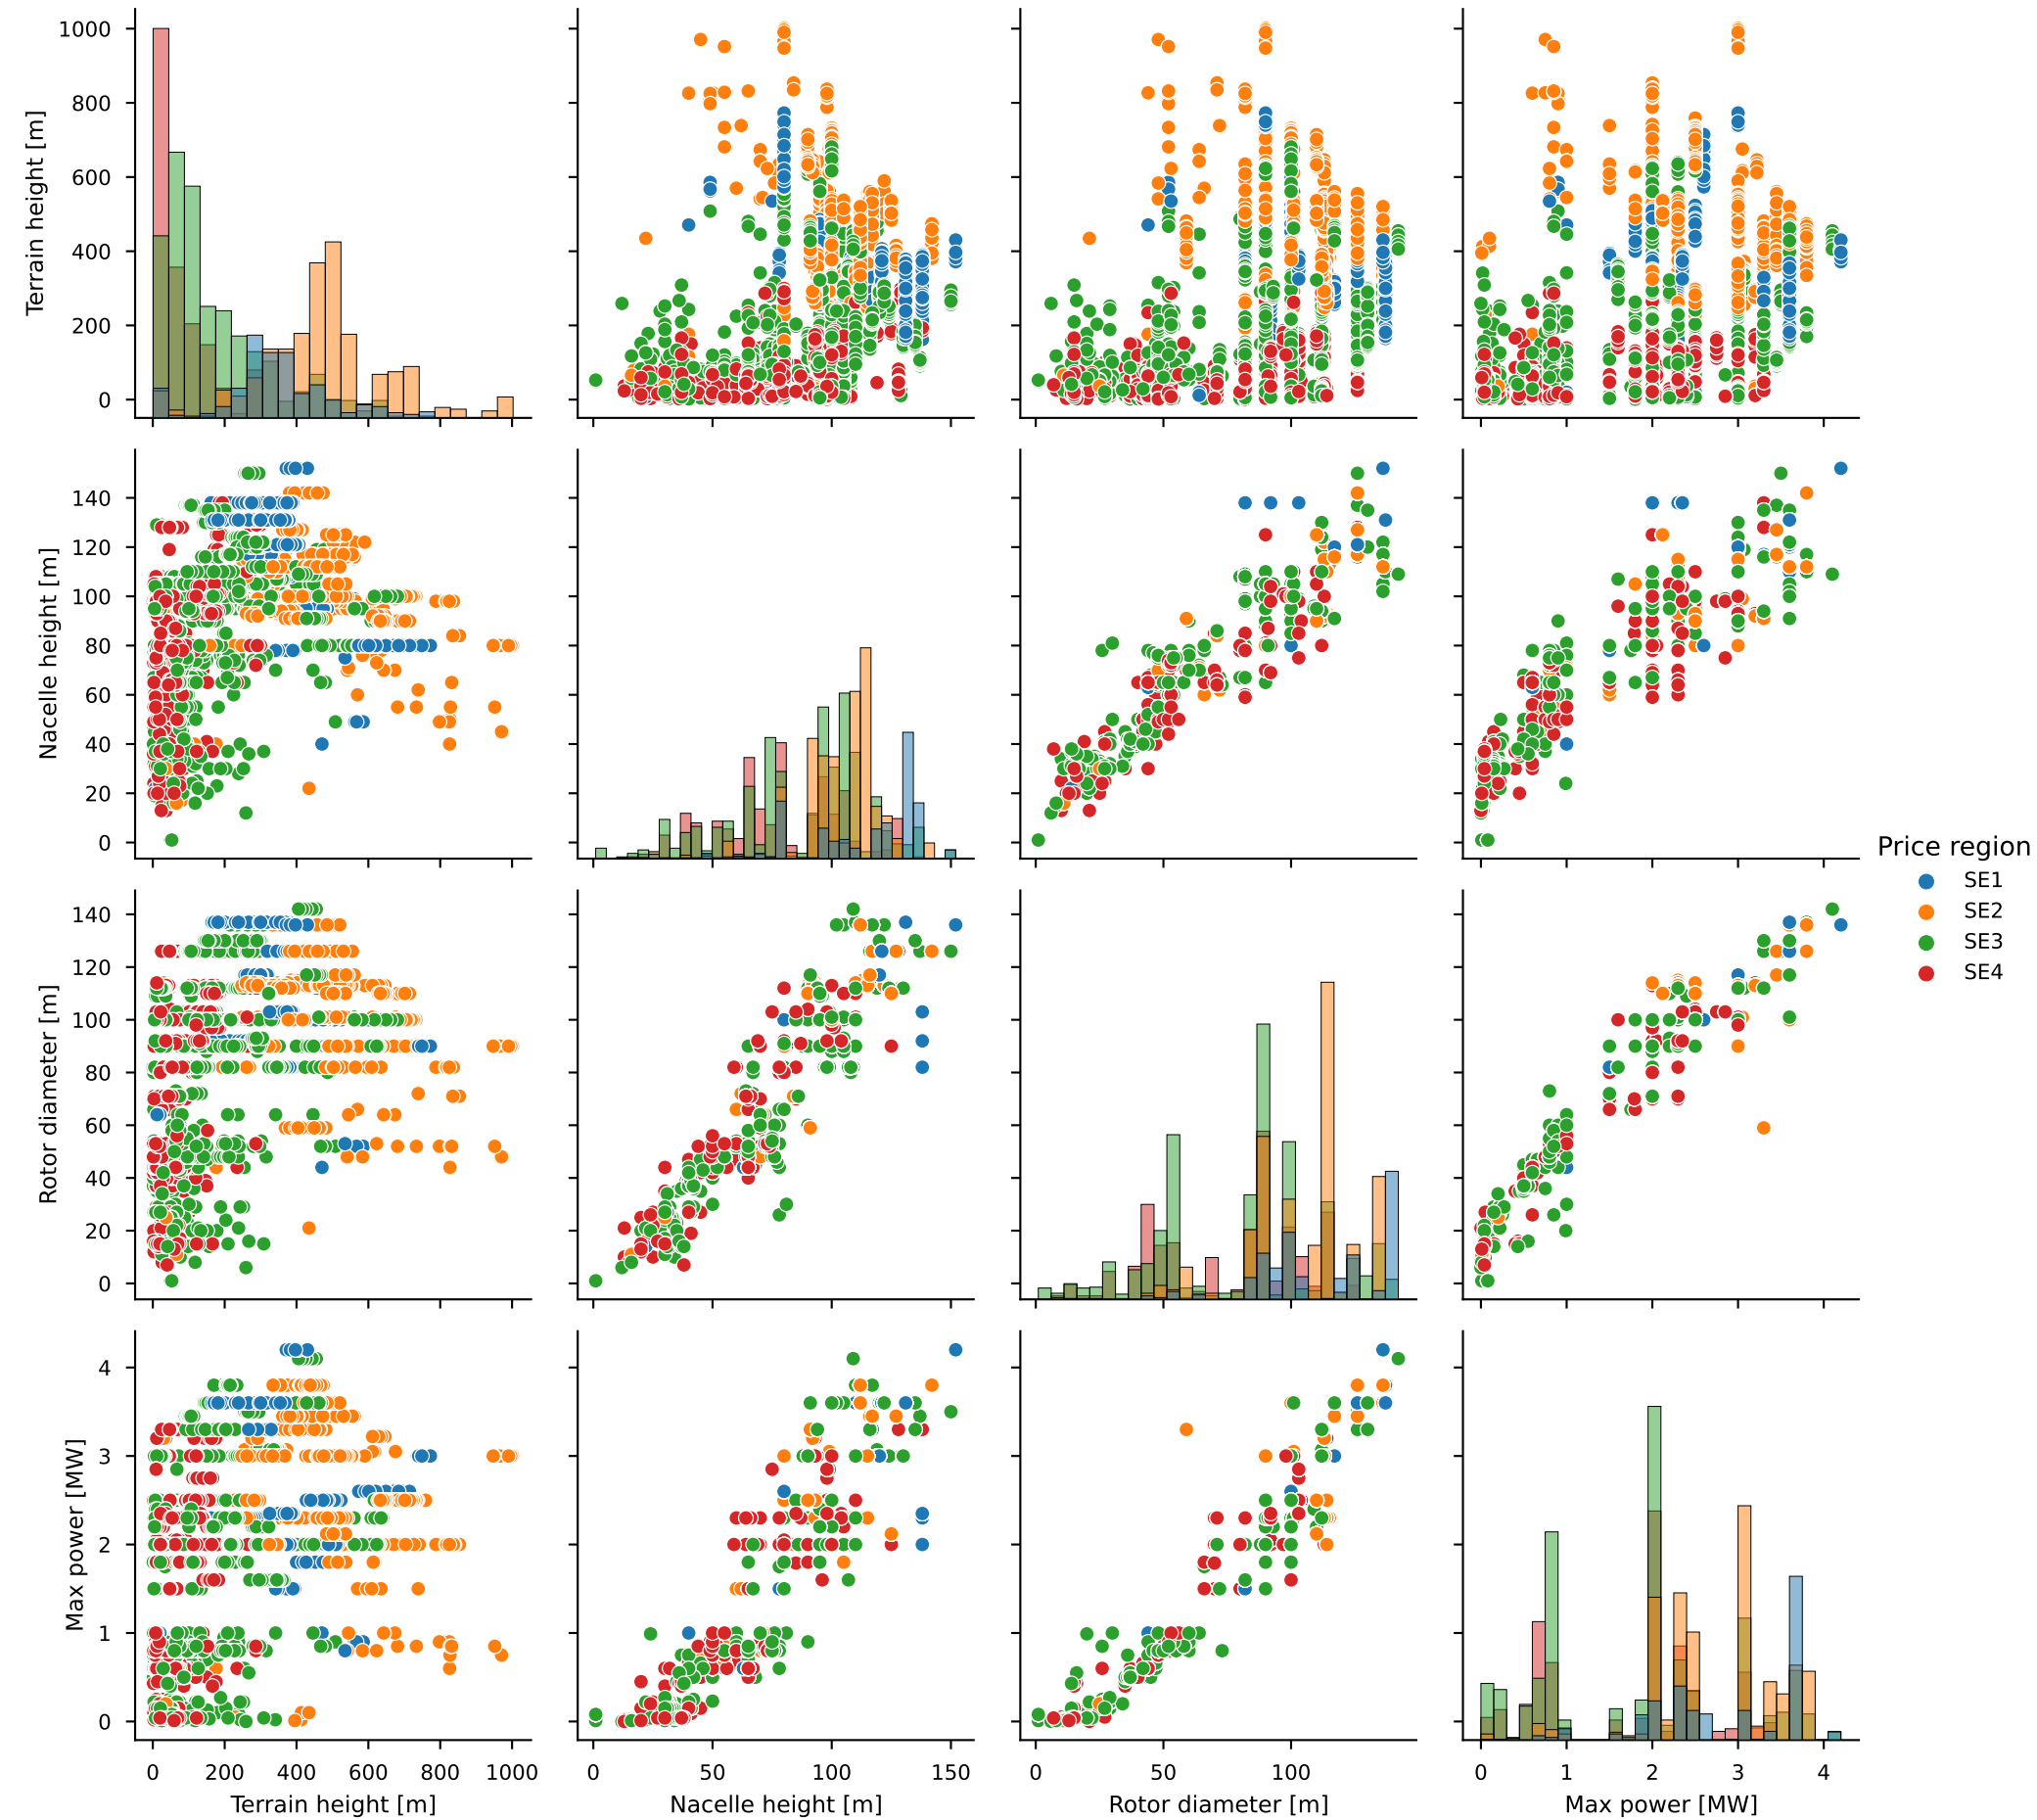 1000
800
600
400
200
0
Terrain height [m]
140
120
100
80
60
40
20
0
Nacelle height [m]
Price region
SE1
SE2
SE3
SE4
140
120
100
80
60
40
20
0
Rotor diameter [m]
4
3
2
1
0
Max power [MW]
0 200 400 600 800 1000 0 50 100 150 0 50 100 0 1 2 3 4
Terrain height [m] Nacelle height [m] Rotor diameter [m] Max power [MW]